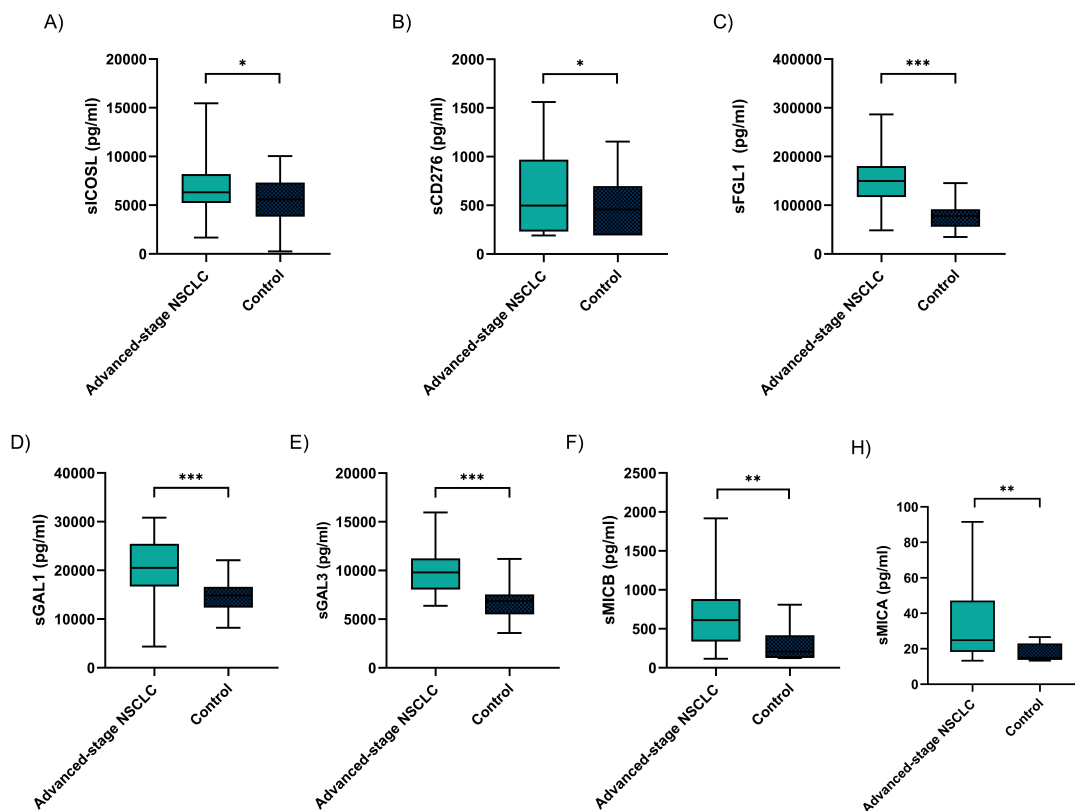 A)
sICOSL (pg/ml)
20000
15000
10000
5000
0
*
Advanced-stage NSCLC
Control
B)
sCD276 (pg/ml)
2000
1500
1000
500
0
*
Advanced-stage NSCLC
Control
C)
sFGL1 (pg/ml)
400000
300000
200000
100000
0
***
Advanced-stage NSCLC
Control
D)
sGAL1 (pg/ml)
40000
30000
20000
10000
0
***
Advanced-stage NSCLC
Control
E)
sGAL3 (pg/ml)
20000
15000
10000
5000
0
***
Advanced-stage NSCLC
Control
F)
sMICB (pg/ml)
2500
2000
1500
1000
500
0
**
Advanced-stage NSCLC
Control
H)
sMICA (pg/ml)
100
80
60
40
20
0
**
Advanced-stage NSCLC
Control